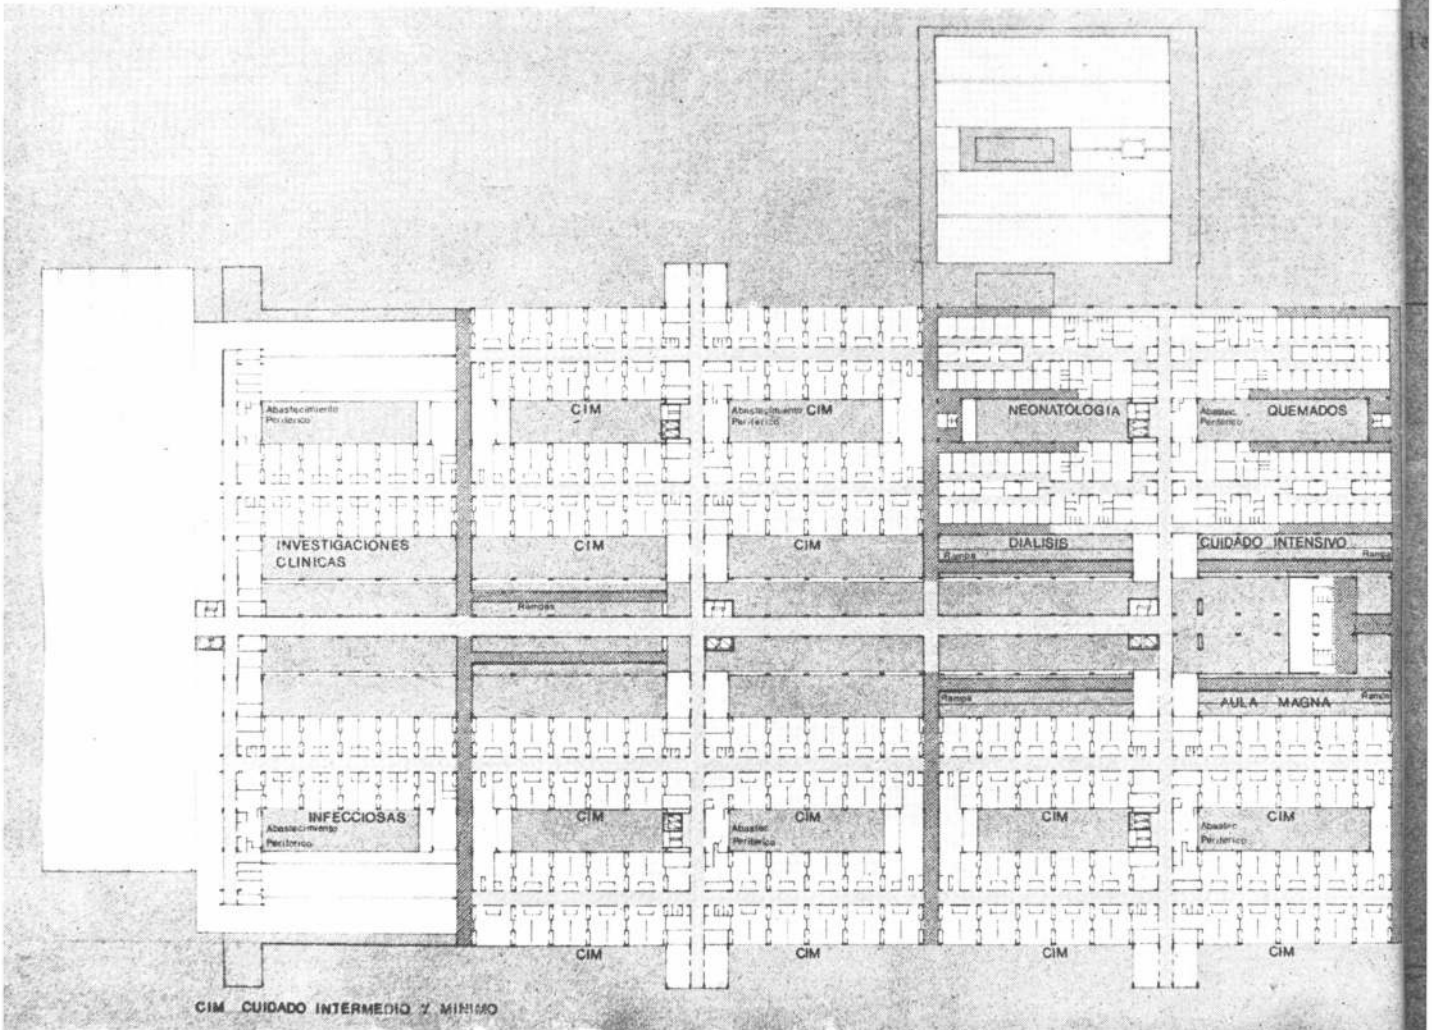 Abastecimiento
Periferico
CIM
Abastecimiento
Periferico
CIM
NEONATOLOGIA
Abastec.
Periferico
QUEMADOS
INVESTIGACIONES
CLINICAS
CIM
CIM
DIALISIS
Rampa
CUIDADO INTENSIVO
Rampa
Rampas
Rampa
AULA MAGNA
Rampa
INFECCIOSAS
Abastecimiento
Periferico
CIM
CIM
Abastec
Periferico
CIM
CIM
Abastec
Periferico
CIM
CIM
CIM
CIM
CIM CUIDADO INTERMEDIO Y MINIMO